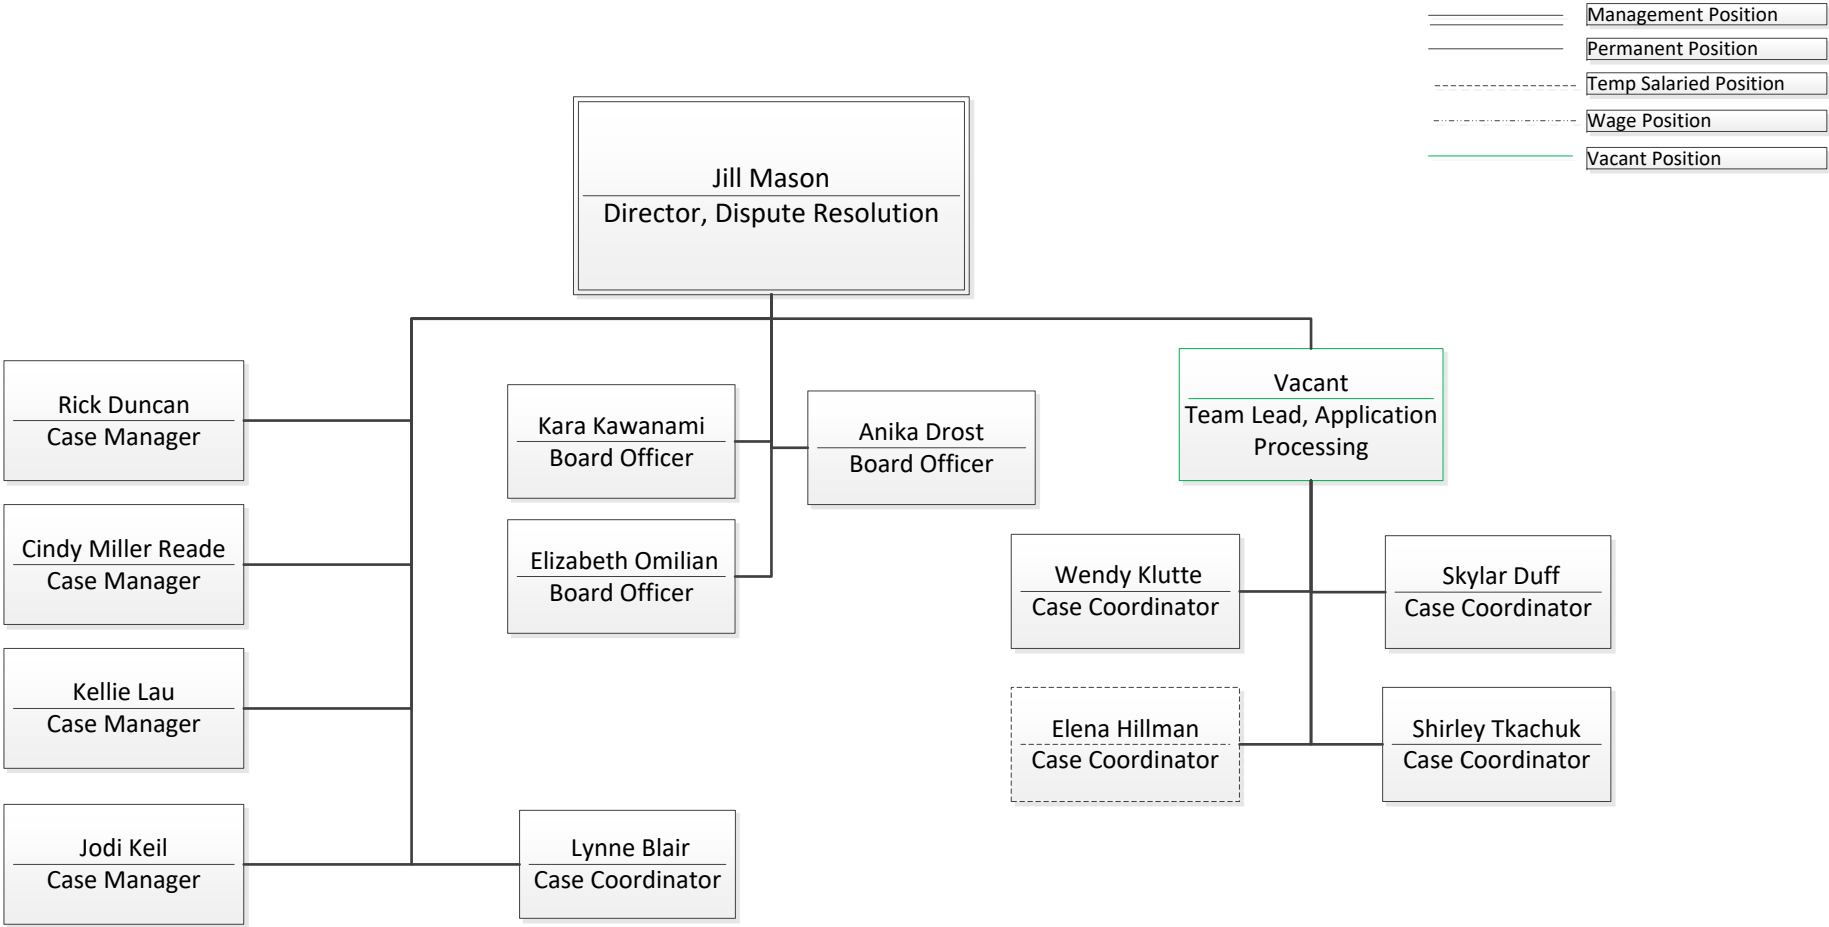 Management Position
Permanent Position
Temp Salaried Position
Wage Position
Vacant Position
Jill Mason
Director, Dispute Resolution
Rick Duncan
Case Manager
Cindy Miller Reade
Case Manager
Kellie Lau
Case Manager
Jodi Keil
Case Manager
Lynne Blair
Case Coordinator
Kara Kawanami
Board Officer
Elizabeth Omilian
Board Officer
Anika Drost
Board Officer
Vacant
Team Lead, Application
Processing
Wendy Klutte
Case Coordinator
Skylar Duff
Case Coordinator
Elena Hillman
Case Coordinator
Shirley Tkachuk
Case Coordinator